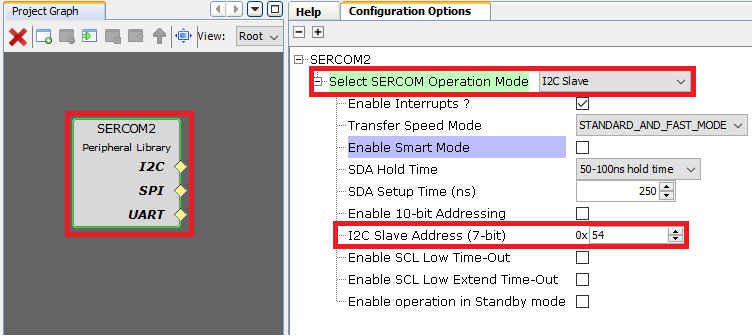 Project Graph
View: Root
SERCOM2
Peripheral Library
I2C
SPI
UART
Help Configuration Options
SERCOM2
Select SERCOM Operation Mode I2C Slave
Enable Interrupts ?
Transfer Speed Mode STANDARD_AND_FAST_MODE
Enable Smart Mode
SDA Hold Time 50-100ns hold time
SDA Setup Time (ns) 250
Enable 10-bit Addressing
I2C Slave Address (7-bit) 0x 54
Enable SCL Low Time-Out
Enable SCL Low Extend Time-Out
Enable operation in Standby mode